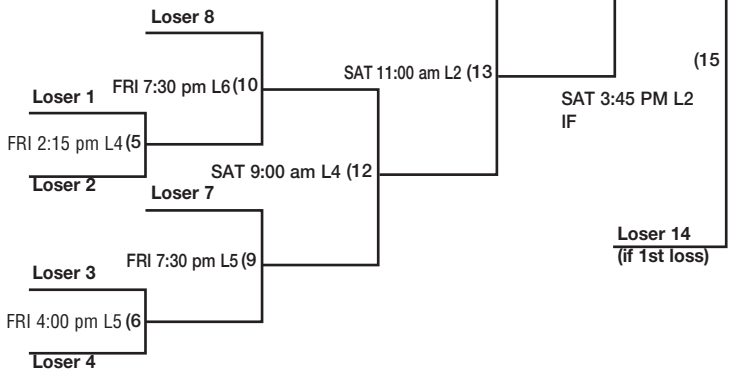 Loser 8
(15
SAT 11:00 am L2 (13
FRI 7:30 pm L6(10
Loser 1
SAT 3:45 PM L2
IF
FRI 2:15 pm L4(5
SAT 9:00 am L4 (12
Loser 2
Loser 7
Loser 14
(if 1st loss)
FRI 7:30 pm L5(9
Loser 3
FRI 4:00 pm L5(6
Loser 4